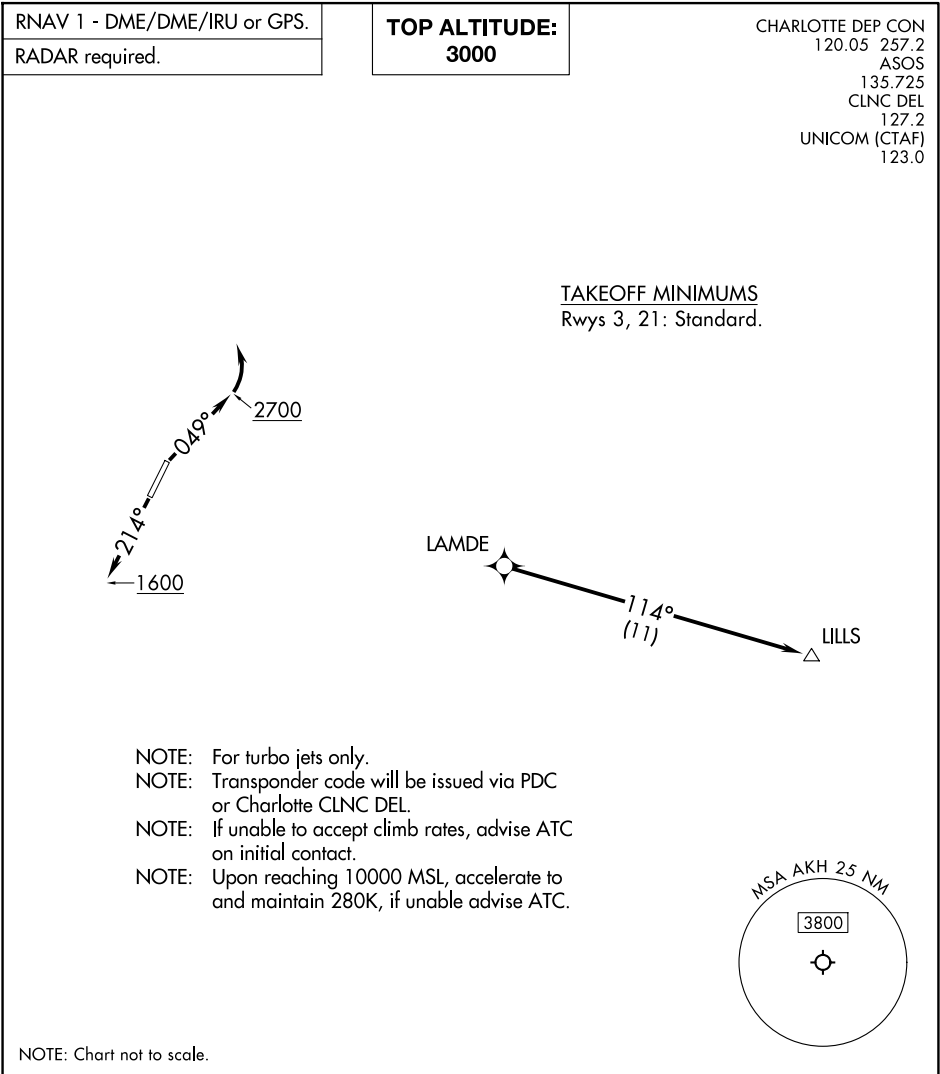 RNAV 1 - DME/DME/IRU or GPS.
RADAR required.
TOP ALTITUDE:
3000
CHARLOTTE DEP CON
120.05 257.2
ASOS
135.725
CLNC DEL
127.2
UNICOM (CTAF)
123.0
TAKEOFF MINIMUMS
Rwys 3, 21: Standard.
2700
049°
214°
1600
LAMDE
114°
(11)
LILLS
NOTE: For turbo jets only.
NOTE: Transponder code will be issued via PDC
or Charlotte CLNC DEL.
NOTE: If unable to accept climb rates, advise ATC
on initial contact.
NOTE: Upon reaching 10000 MSL, accelerate to
and maintain 280K, if unable advise ATC.
MSA AKH 25 NM
3800
NOTE: Chart not to scale.